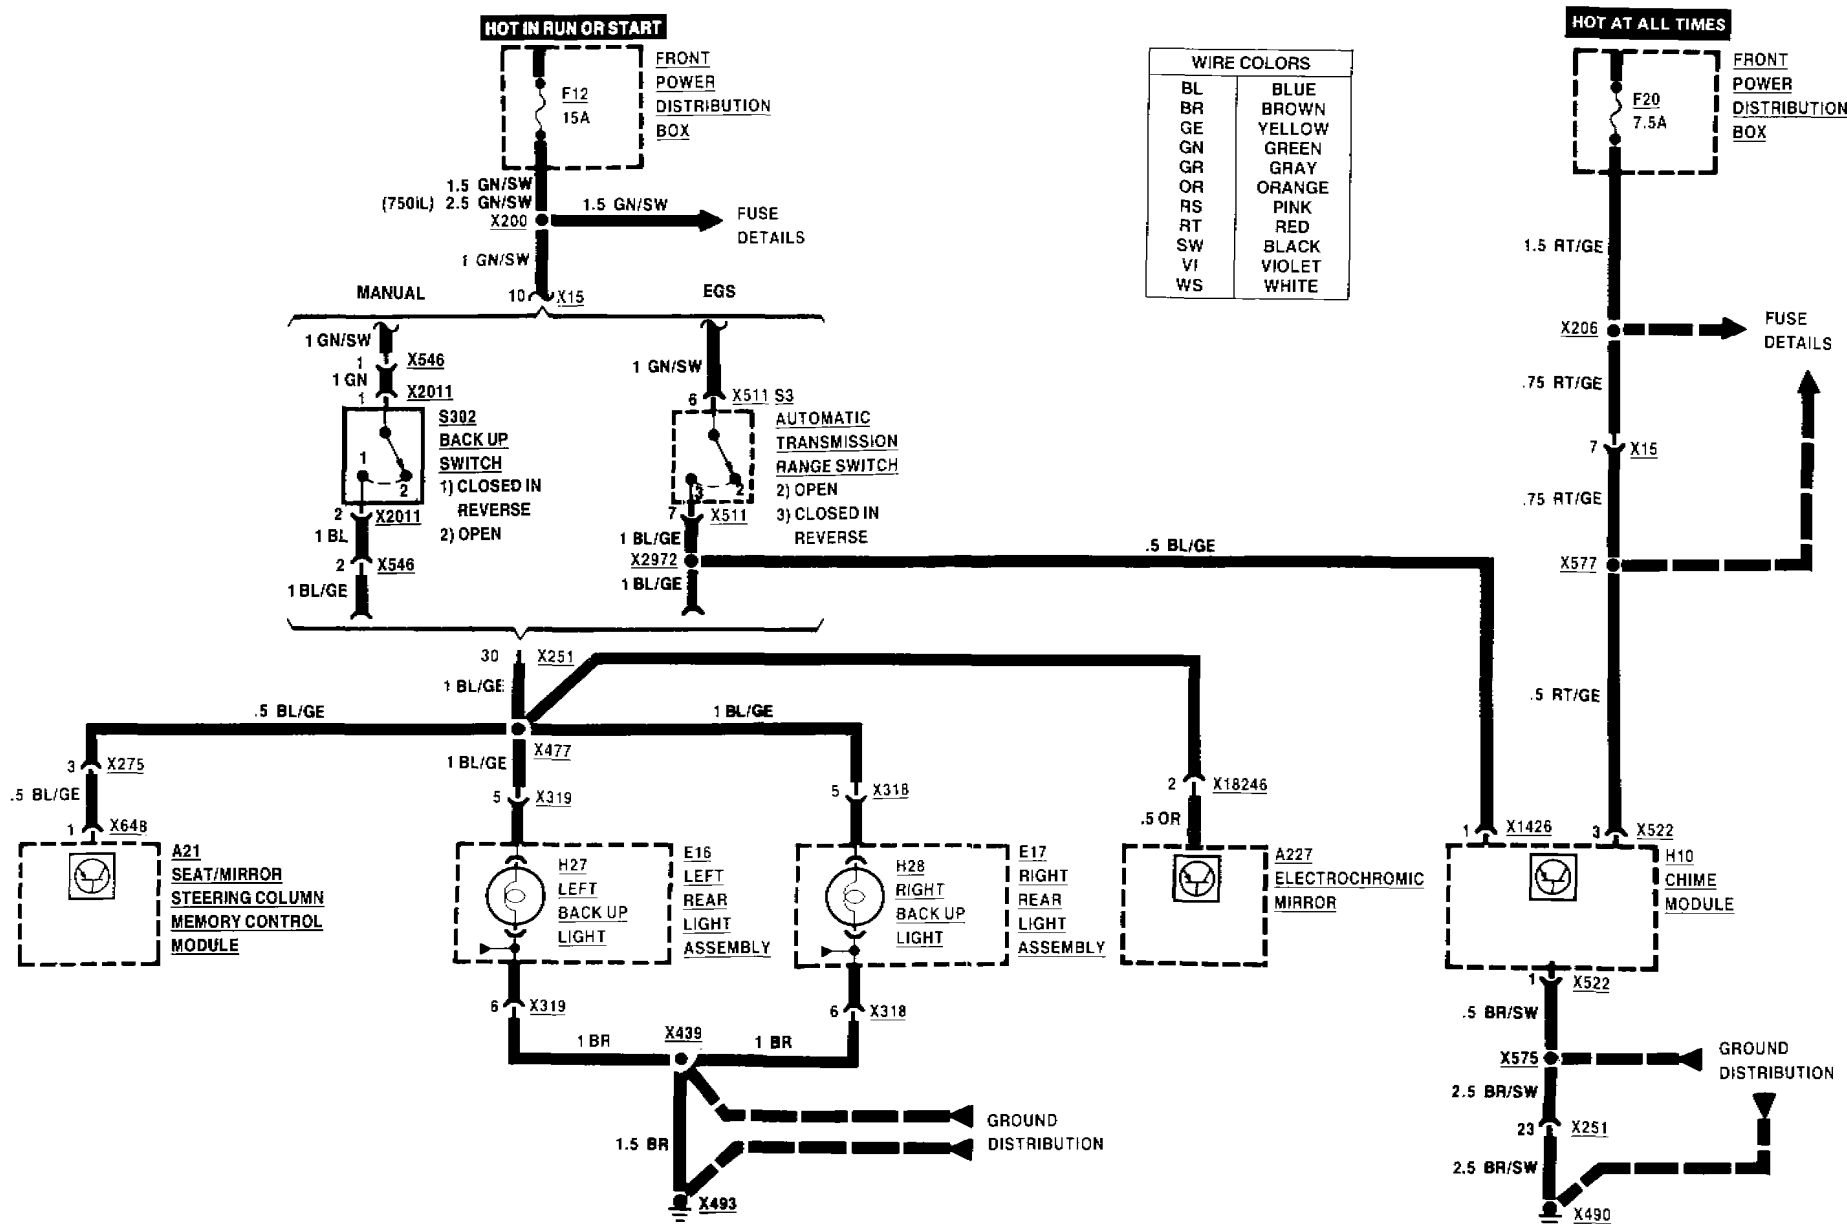 HOT IN RUN OR START
FRONT
POWER
DISTRIBUTION
BOX
F12
15A
1.5 GN/SW
(750iL) 2.5 GN/SW
X200
1.5 GN/SW
FUSE
DETAILS
1 GN/SW
10
X15
MANUAL
EGS
1 GN/SW
1
X546
1 GN
1
X2011
S302
BACK UP
SWITCH
1) CLOSED IN
REVERSE
2) OPEN
1
2
2
X2011
1 BL
2
X546
1 BL/GE
1 GN/SW
6
X511 S3
AUTOMATIC
TRANSMISSION
RANGE SWITCH
2) OPEN
3) CLOSED IN
REVERSE
3
2
7
X511
1 BL/GE
X2972
1 BL/GE
.5 BL/GE
WIRE COLORS
BL BLUE
BR BROWN
GE YELLOW
GN GREEN
GR GRAY
OR ORANGE
RS PINK
RT RED
SW BLACK
VI VIOLET
WS WHITE
HOT AT ALL TIMES
FRONT
POWER
DISTRIBUTION
BOX
F20
7.5A
1.5 RT/GE
X206
FUSE
DETAILS
.75 RT/GE
7
X15
.75 RT/GE
X577
.5 RT/GE
30
X251
1 BL/GE
.5 BL/GE
1 BL/GE
X477
1 BL/GE
3
X275
.5 BL/GE
1
X648
A21
SEAT/MIRROR
STEERING COLUMN
MEMORY CONTROL
MODULE
5
X319
H27
LEFT
BACK UP
LIGHT
E16
LEFT
REAR
LIGHT
ASSEMBLY
5
X318
H28
RIGHT
BACK UP
LIGHT
E17
RIGHT
REAR
LIGHT
ASSEMBLY
2
X18246
.5 OR
A227
ELECTROCHROMIC
MIRROR
1
X1426
3
X522
H10
CHIME
MODULE
6
X319
6
X318
1 BR
X439
1 BR
GROUND
DISTRIBUTION
1.5 BR
X493
1
X522
.5 BR/SW
X575
GROUND
DISTRIBUTION
2.5 BR/SW
23
X251
2.5 BR/SW
X490